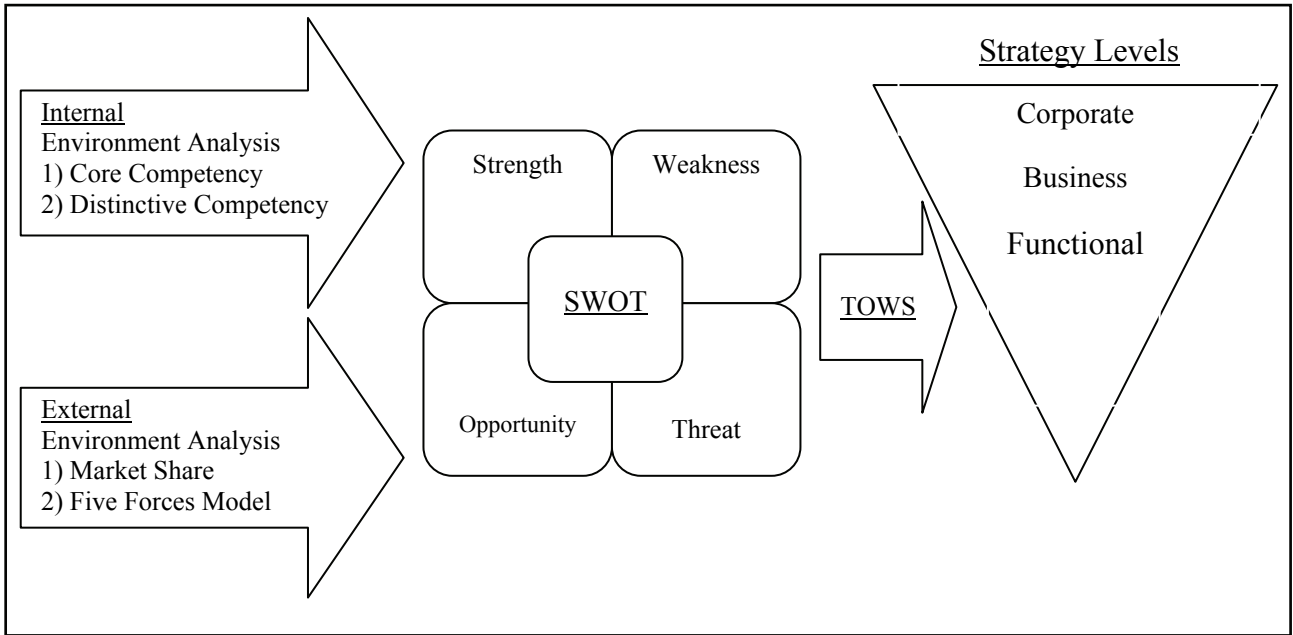 Internal
Environment Analysis
1) Core Competency
2) Distinctive Competency
External
Environment Analysis
1) Market Share
2) Five Forces Model
Strength
Weakness
SWOT
Opportunity
Threat
TOWS
Strategy Levels
Corporate
Business
Functional